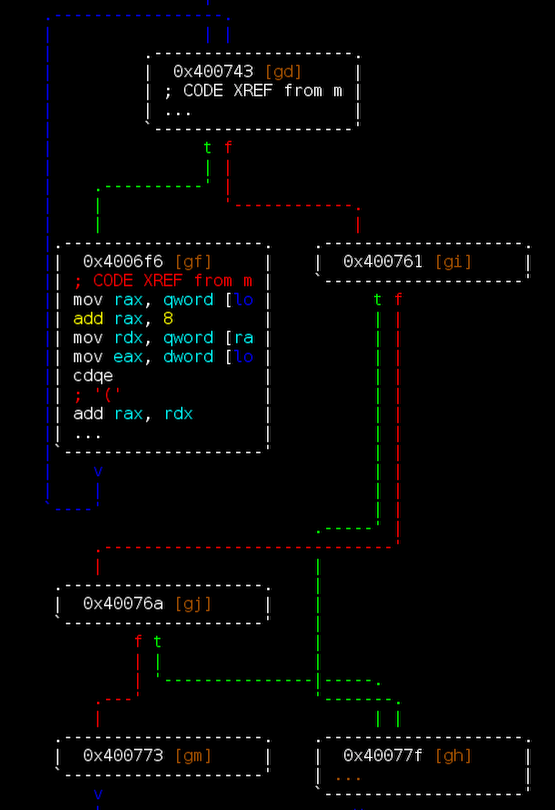 0x400743 [gd]
; CODE XREF from m
...
t f
0x4006f6 [gf]
; CODE XREF from m
mov rax, qword [lo
add rax, 8
mov rdx, qword [ra
mov eax, dword [lo
cdqe
; '('
add rax, rdx
...
v
0x400761 [gi]
t f
0x40076a [gj]
f t
0x400773 [gm]
v
0x40077f [gh]
...